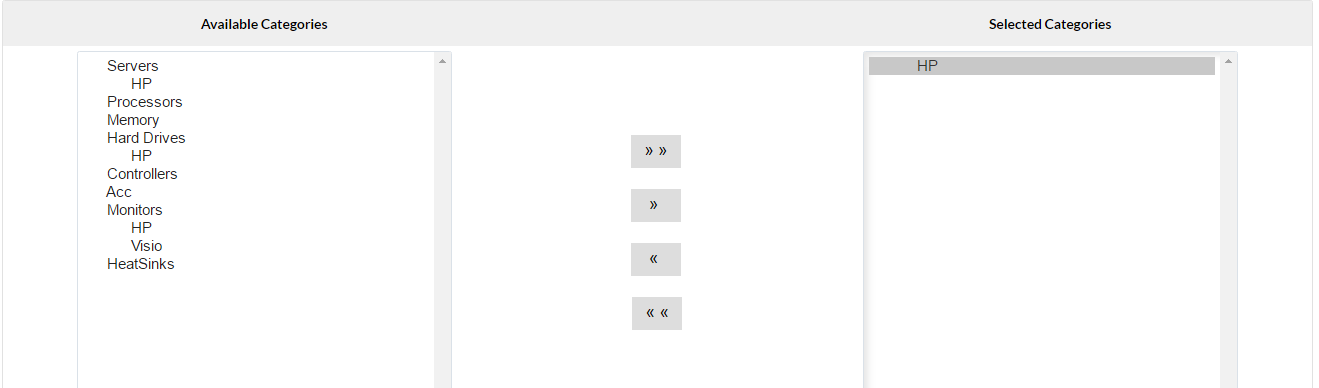 Available Categories
Selected Categories
Servers
HP
Processors
Memory
Hard Drives
HP
Controllers
Acc
Monitors
HP
Visio
HeatSinks
» »
»
«
« «
HP